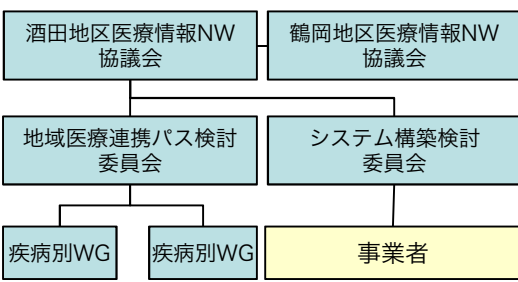 酒田地区医療情報NW
協議会
鶴岡地区医療情報NW
協議会
地域医療連携パス検討
委員会
システム構築検討
委員会
疾病別WG
疾病別WG
事業者